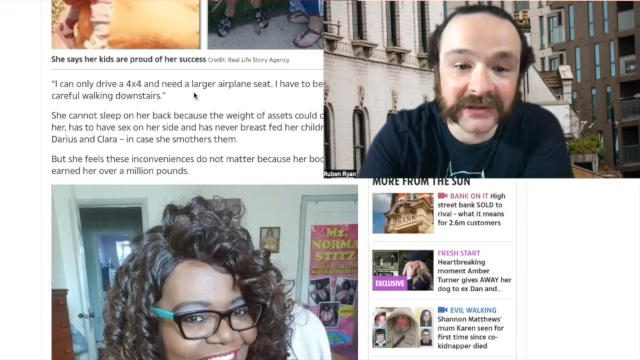 She says her kids are proud of her success Credit: Real Life Story Agency
"I can only drive a 4x4 and need a larger airplane seat. I have to be
careful walking downstairs."
She cannot sleep on her back because the weight of assets could
her, has to have sex on her side and has never breast fed her
Darius and Clara – in case she smothers them.
But she feels these inconveniences do not matter because her
earned her over a million pounds.
Mz.
NORMA
STITZ
Ruben Ryan
MORE FROM THE SUN
BANK ON IT High
street bank SOLD to
rival - what it means
for 2.6m customers
BANK
FRESH START
Heartbreaking
moment Amber
Turner gives AWAY her
dog to ex Dan and...
EXCLUSIVE
EVIL WALKING
Shannon Matthews'
mum Karen seen for
first time since co-
kidnapper died